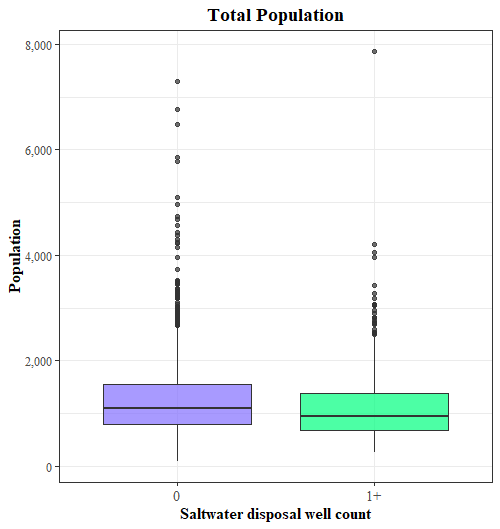 Total Population
8,000
6,000
4,000
2,000
0
Population
0 1+
Saltwater disposal well count